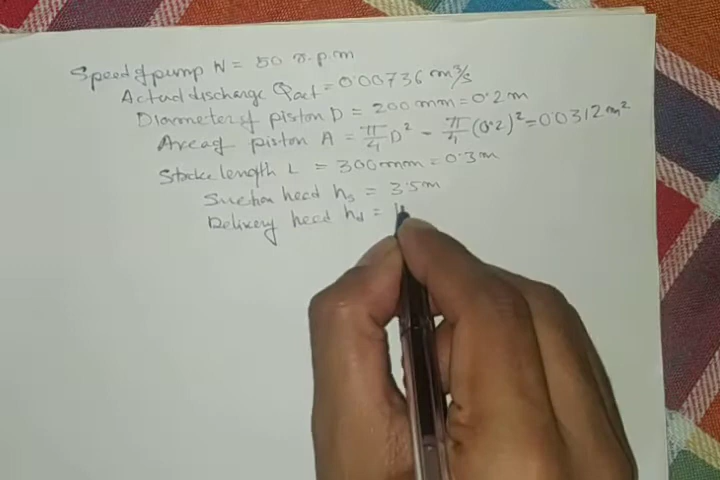 Speed of pump N = 50 r.p.m
Actual discharge Qact = 0.00736 m³/s
Diameter of piston D = 200 mm = 0.2 m
Area of piston A = π/4 D² = π/4 (0.2)² = 0.0312 m²
Stroke length L = 300 mm = 0.3 m
Suction head hs = 3.5 m
Delivery head hd =